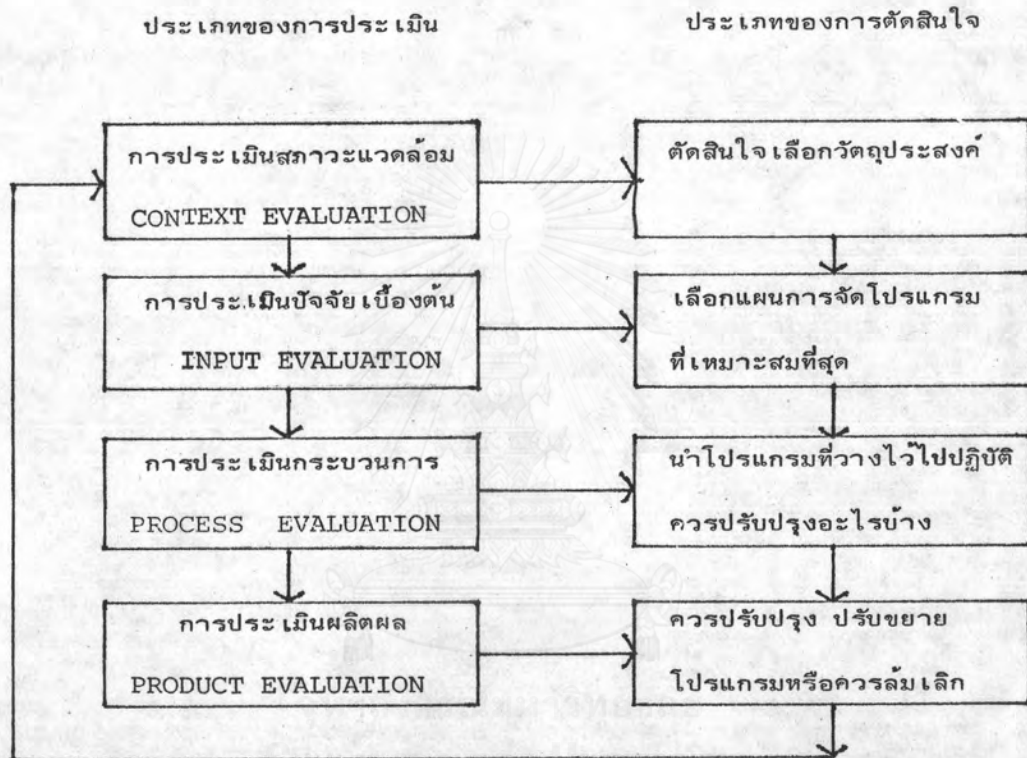 ประเภทของการประเมิน
ประเภทของการตัดสินใจ
การประเมินสภาวะแวดล้อม
CONTEXT EVALUATION
ตัดสินใจเลือกวัตถุประสงค์
การประเมินปัจจัยเบื้องต้น
INPUT EVALUATION
เลือกแผนการจัดโปรแกรม
ที่เหมาะสมที่สุด
การประเมินกระบวนการ
PROCESS EVALUATION
นำโปรแกรมที่วางไว้ไปปฏิบัติ
ควรปรับปรุงอะไรบ้าง
การประเมินผลิตผล
PRODUCT EVALUATION
ควรปรับปรุง ปรับขยาย
โปรแกรมหรือควรล้มเลิก